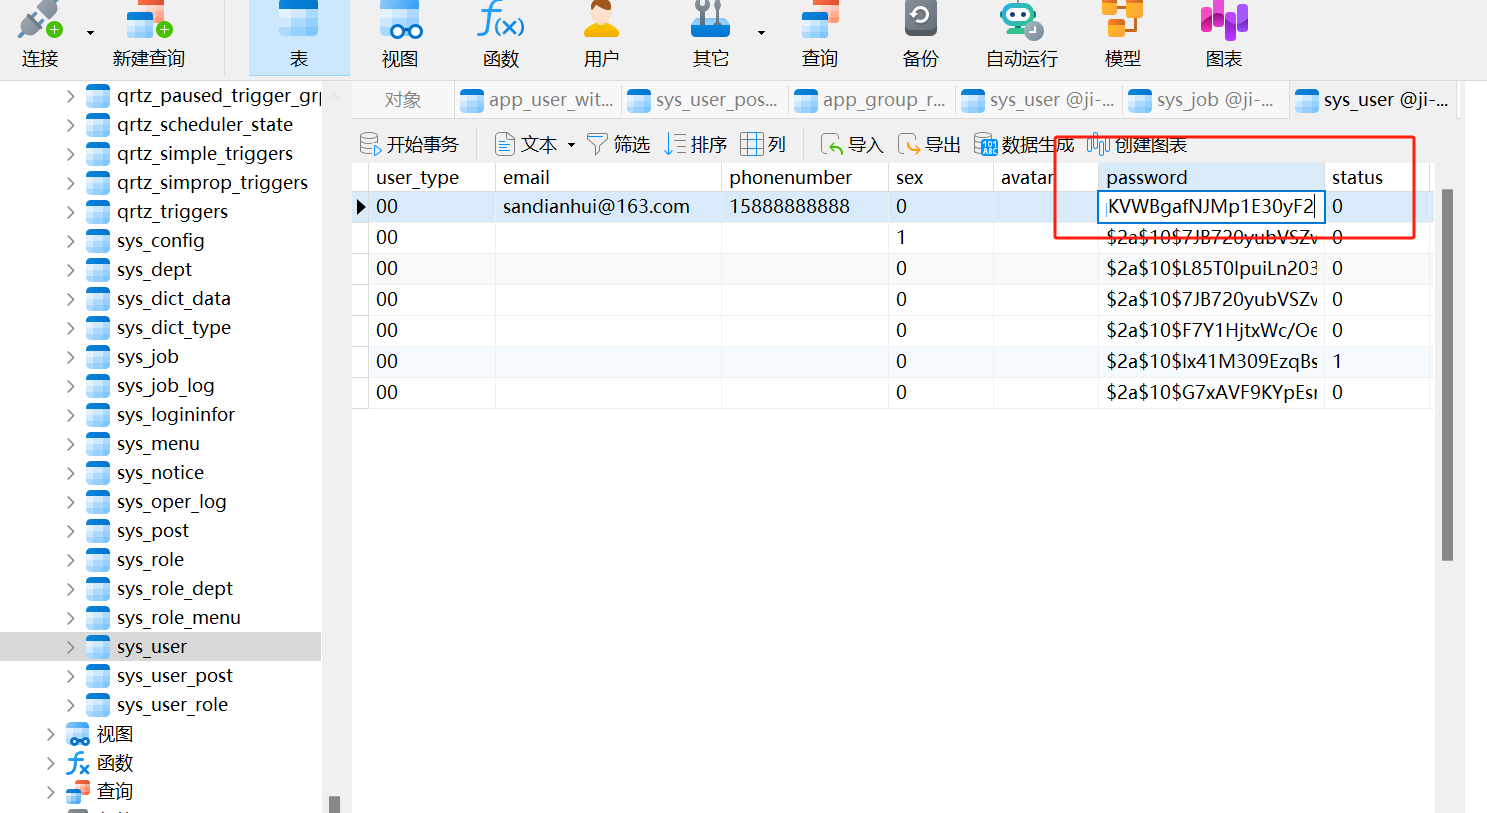 连接 新建查询 表 视图 函数 用户 其它 查询 备份 自动运行 模型 图表
对象 app_user_wit... sys_user_pos... app_group_r... sys_user @ji-... sys_job @ji-... sys_user @ji-...
开始事务 文本 筛选 排序 列 导入 导出 数据生成 创建图表
user_type email phonenumber sex avatar password status
00 sandianhui@163.com 15888888888 0 KVWBgafNJMp1E30yF2 0
00 1 $2a$10$7JB720yubVSZv 0
00 0 $2a$10$L85T0lpuiLn203 0
00 0 $2a$10$7JB720yubVSZv 0
00 0 $2a$10$F7Y1HjtxWc/Oe 0
00 0 $2a$10$lx41M309EzqBs 1
00 0 $2a$10$G7xAVF9KYpEsr 0
qrtz_paused_trigger_grp
qrtz_scheduler_state
qrtz_simple_triggers
qrtz_simprop_triggers
qrtz_triggers
sys_config
sys_dept
sys_dict_data
sys_dict_type
sys_job
sys_job_log
sys_logininfor
sys_menu
sys_notice
sys_oper_log
sys_post
sys_role
sys_role_dept
sys_role_menu
sys_user
sys_user_post
sys_user_role
视图
函数
查询